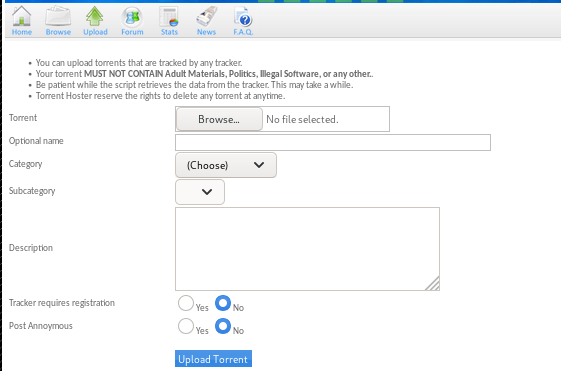 Home Browse Upload Forum Stats News F.A.Q.
• You can upload torrents that are tracked by any tracker.
• Your torrent MUST NOT CONTAIN Adult Materials, Politics, Illegal Software, or any other..
• Be patient while the script retrieves the data from the tracker. This may take a while.
• Torrent Hoster reserve the rights to delete any torrent at anytime.
Torrent Browse... No file selected.
Optional name
Category (Choose)
Subcategory
Description
Tracker requires registration Yes No
Post Annoymous Yes No
Upload Torrent